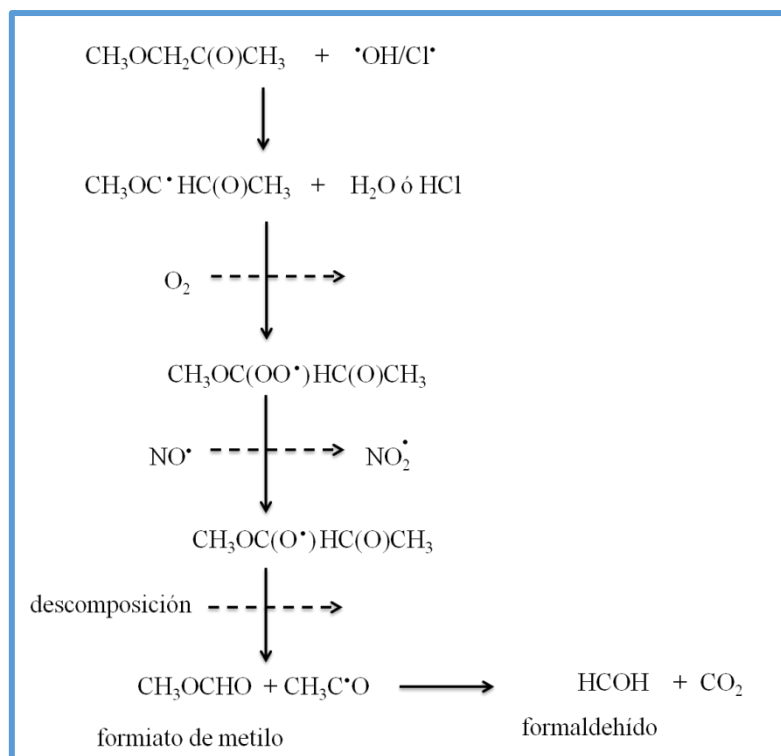 CH₃OCH₂C(O)CH₃ + •OH/Cl•
CH₃OC•HC(O)CH₃ + H₂O ó HCl
O₂
CH₃OC(OO•)HC(O)CH₃
NO• NO₂•
CH₃OC(O•)HC(O)CH₃
descomposición
CH₃OCHO + CH₃C•O HCOH + CO₂
formiato de metilo formaldehído